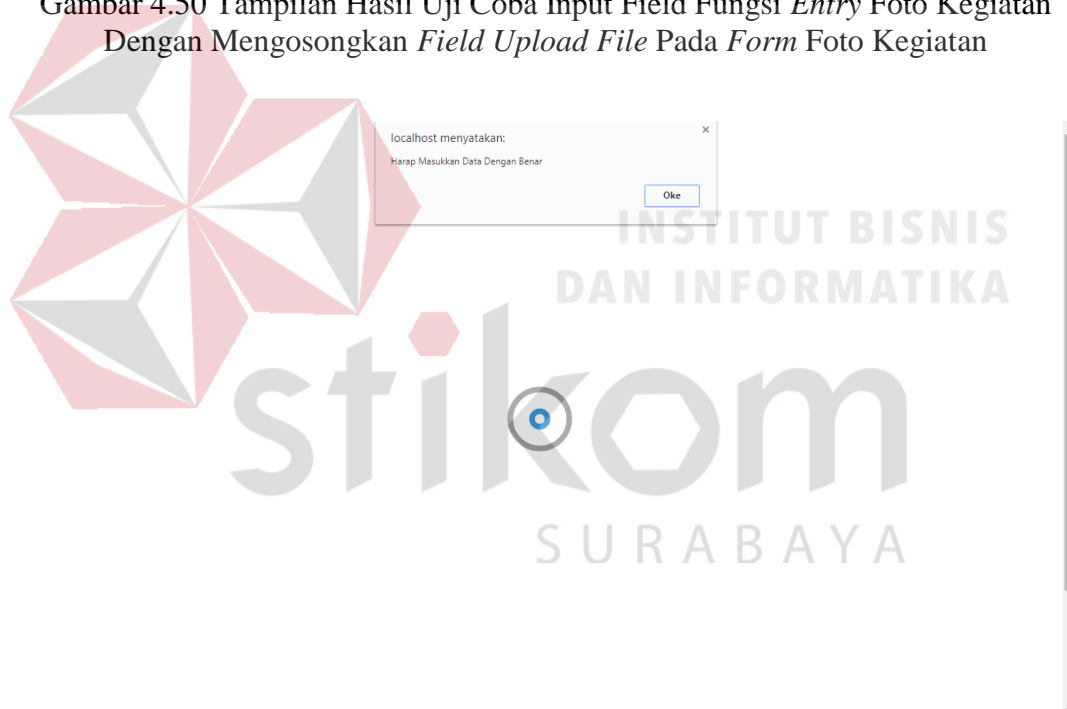 Gambar 4.50 Tampilan Hasil Uji Coba Input Field Fungsi Entry Foto Kegiatan
Dengan Mengosongkan Field Upload File Pada Form Foto Kegiatan
localhost menyatakan:
×
Harap Masukkan Data Dengan Benar
Oke
INSTITUT BISNIS
DAN INFORMATIKA
stikom
SURABAYA